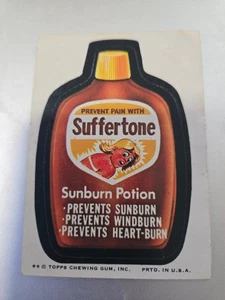 PREVENT PAIN WITH
Suffertone
Sunburn Potion
•PREVENTS SUNBURN
•PREVENTS WINDBURN
•PREVENTS HEART-BURN
** © TOPPS CHEWING GUM, INC. PRTD. IN U.S.A.